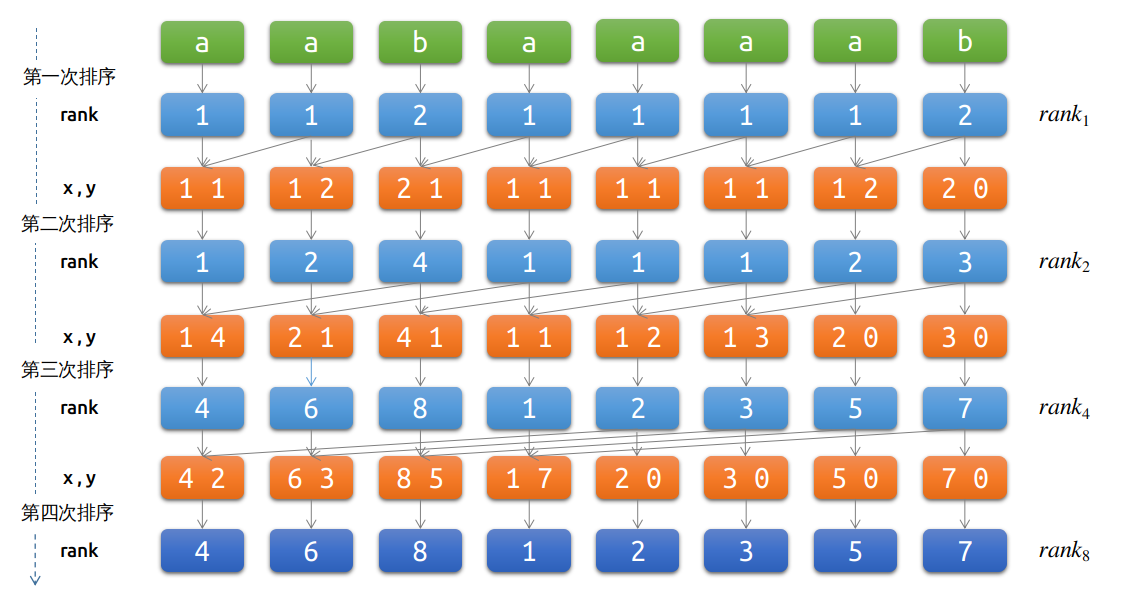 a a b a a a a b
第一次排序
rank 1 1 2 1 1 1 1 2 rank₁
x,y 1 1 1 2 2 1 1 1 1 1 1 1 1 2 2 0
第二次排序
rank 1 2 4 1 1 1 2 3 rank₂
x,y 1 4 2 1 4 1 1 1 1 2 1 3 2 0 3 0
第三次排序
rank 4 6 8 1 2 3 5 7 rank₄
x,y 4 2 6 3 8 5 1 7 2 0 3 0 5 0 7 0
第四次排序
rank 4 6 8 1 2 3 5 7 rank₈